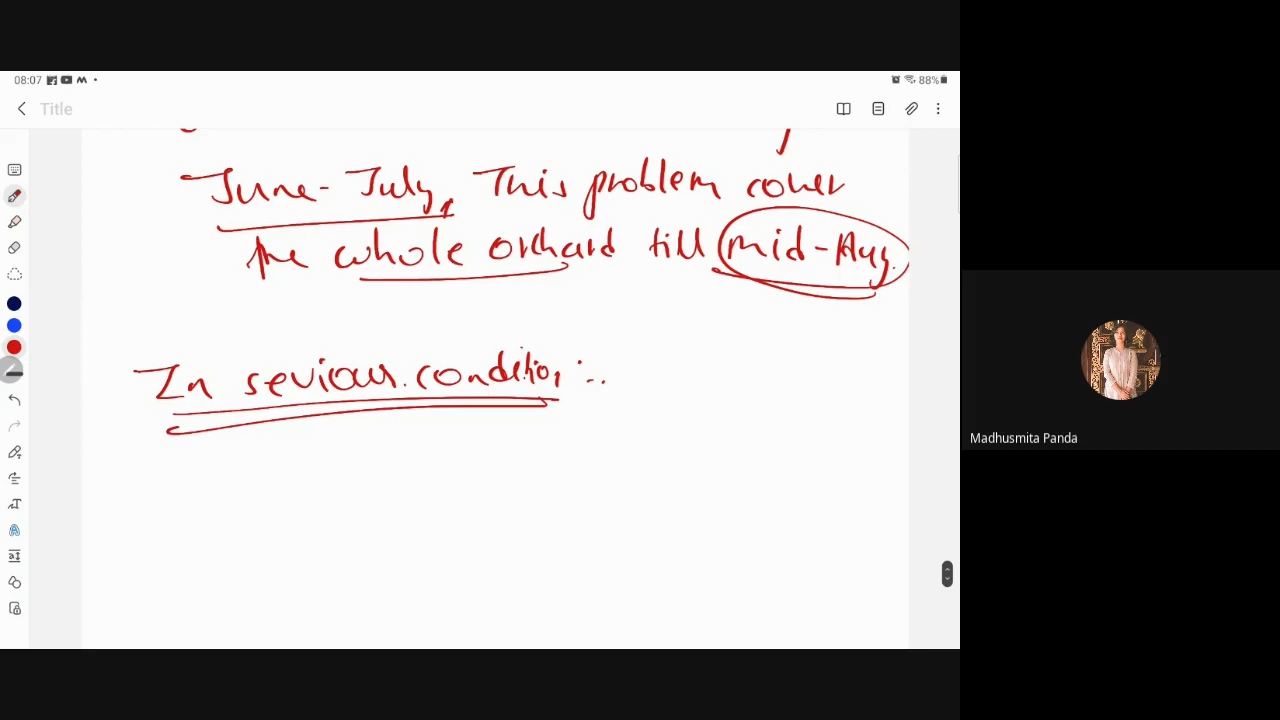 08:07
88%
Title
June-July, This problem cover
the whole orchard till mid-Aug.
In serious condition :-
Madhusmita Panda